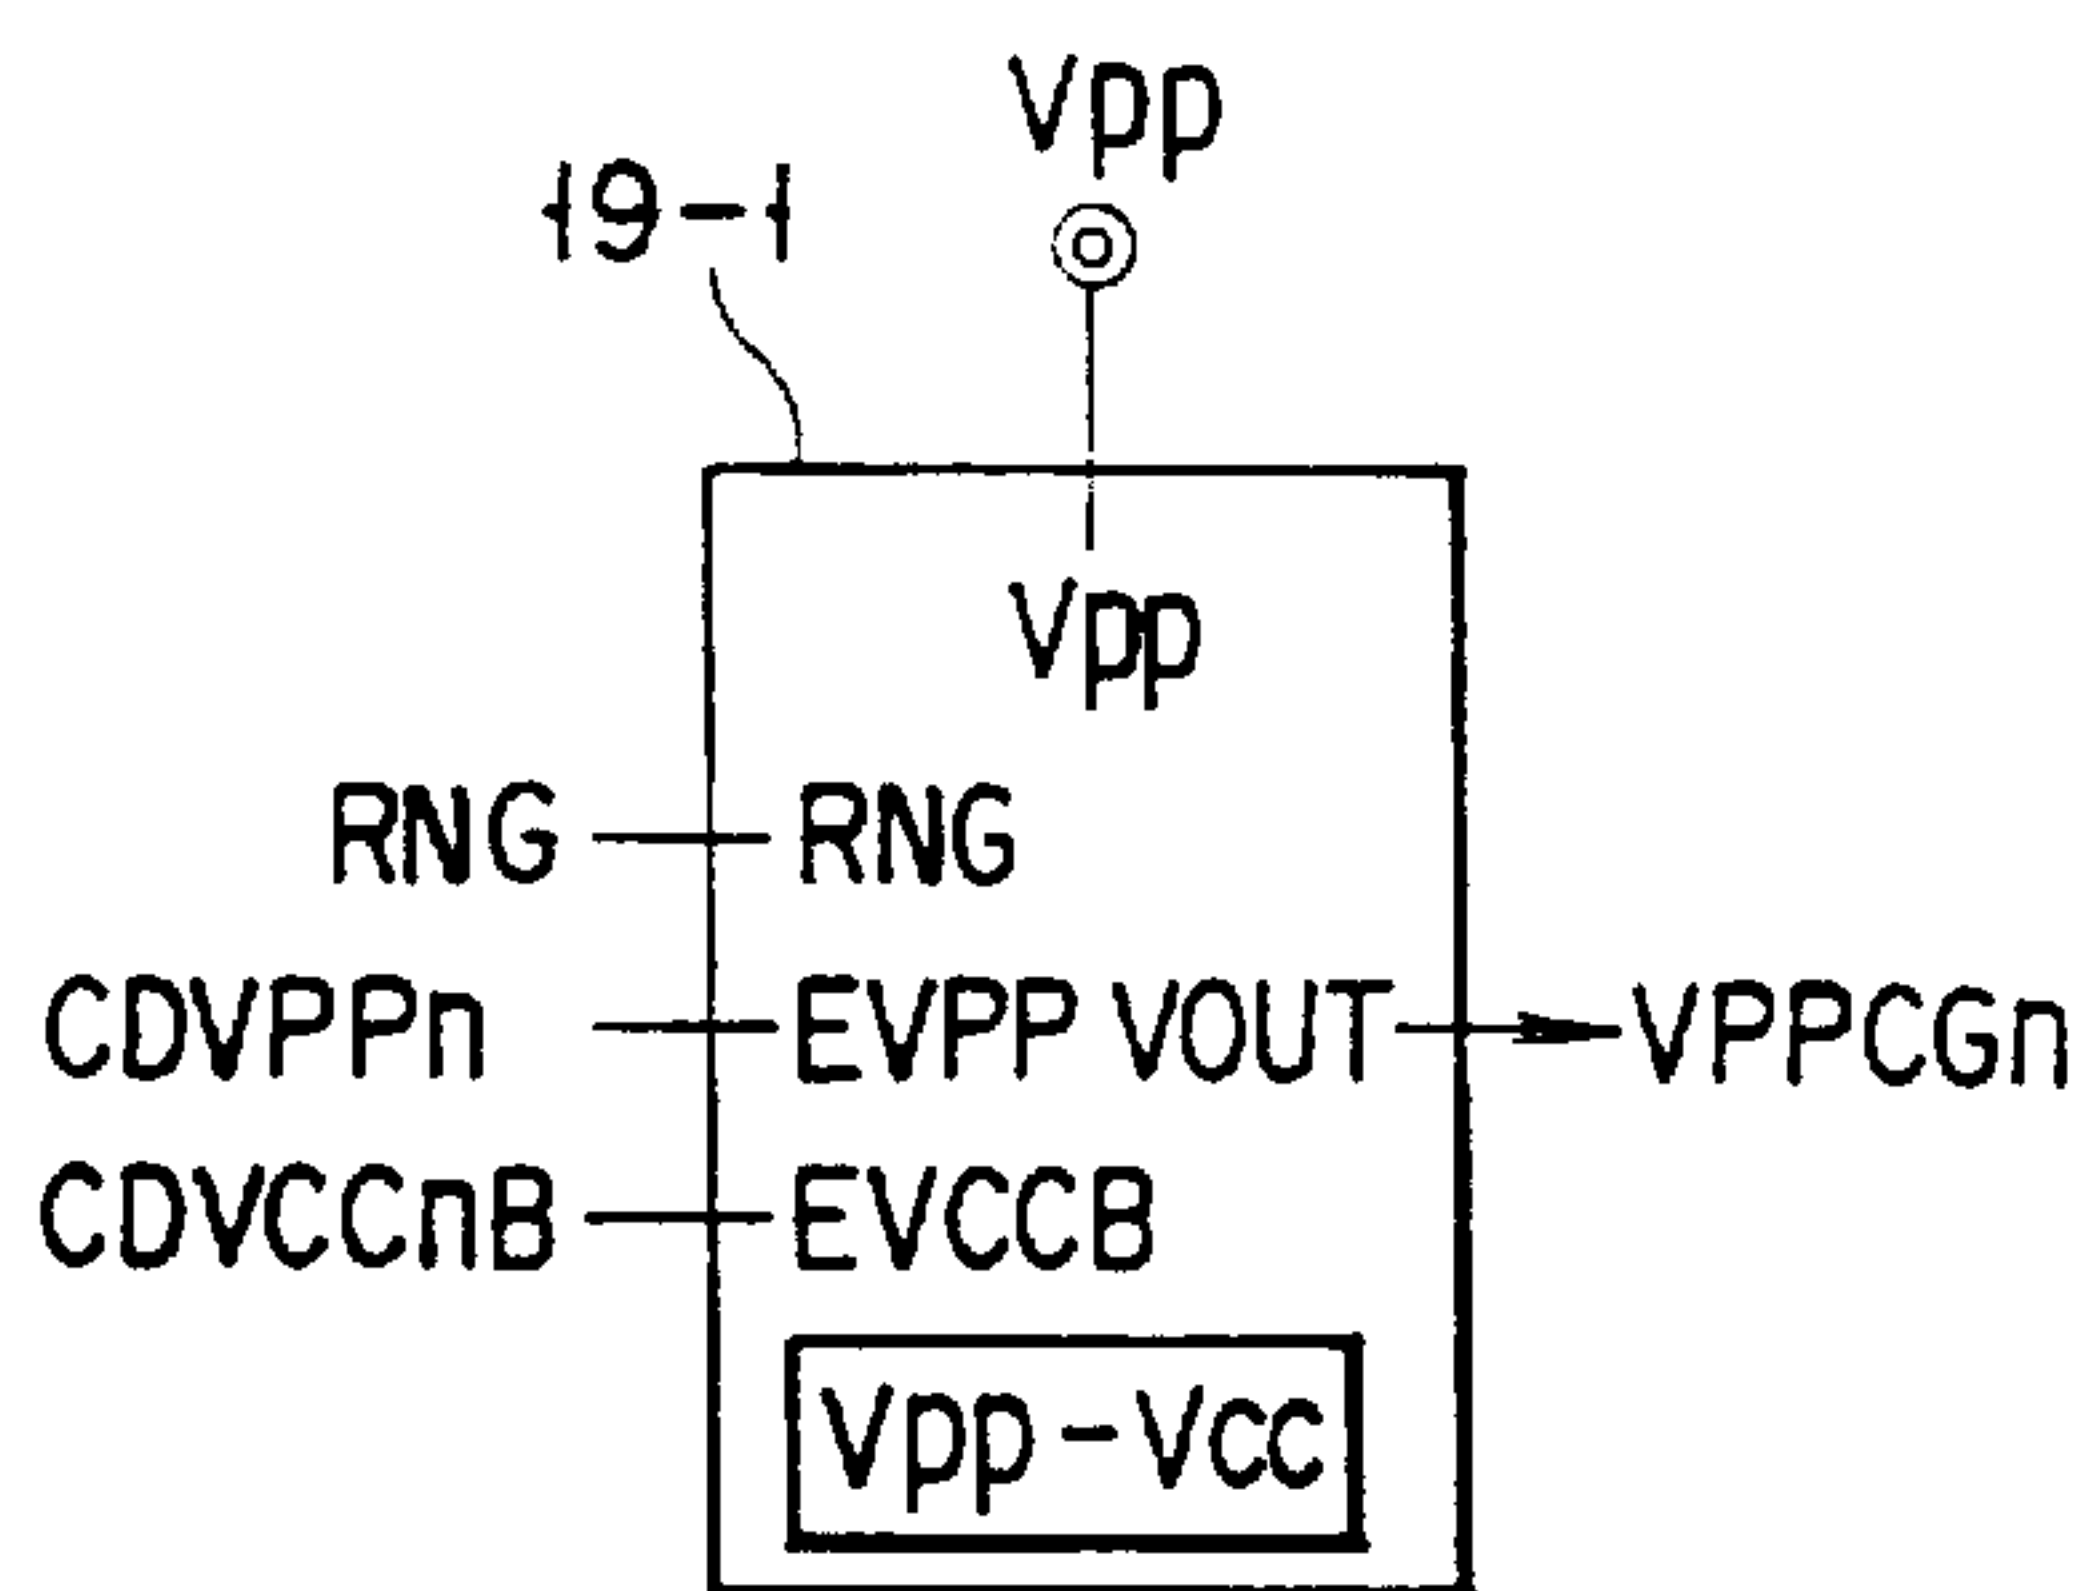 Vpp
19-1
Vpp
RNG RNG
CDVPPn EVPP VOUT VPPCGn
CDVCCnB EVCCB
Vpp-Vcc